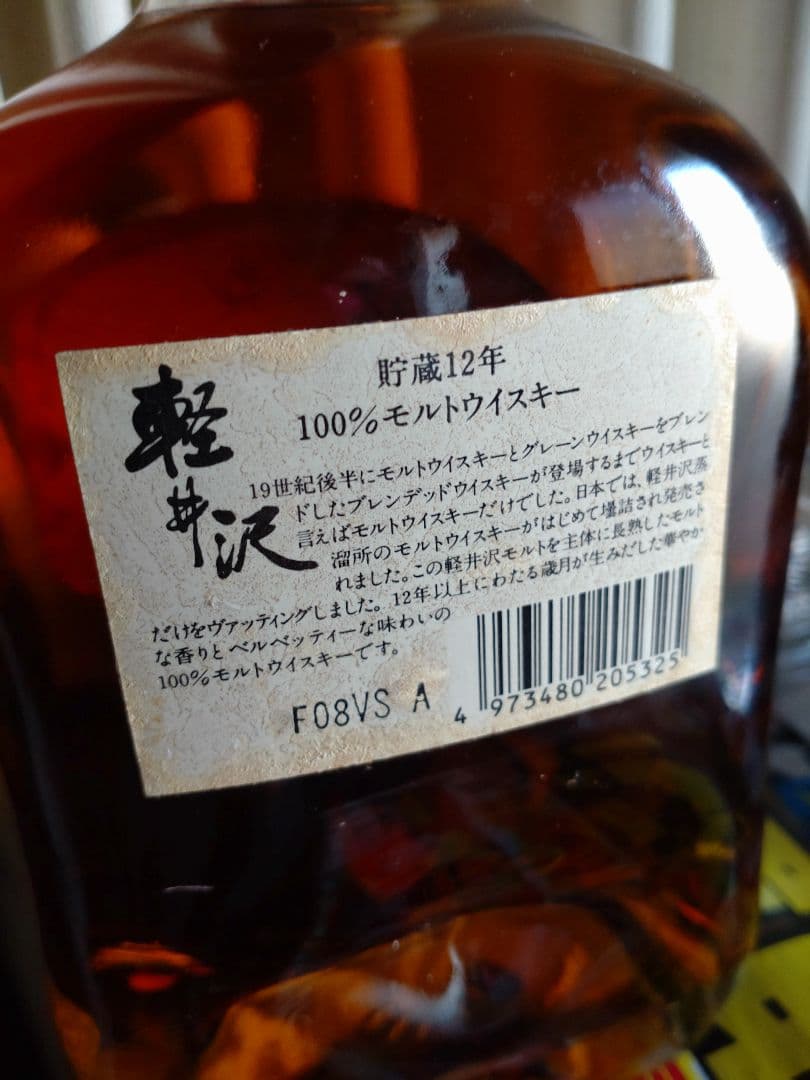 軽井沢
貯蔵12年
100%モルトウイスキー
19世紀後半にモルトウイスキーとグレーンウイスキーをブレン
ドしたブレンデッドウイスキーが登場するまでウイスキーと
言えばモルトウイスキーだけでした。日本では、軽井沢蒸
溜所のモルトウイスキーがはじめて壜詰され発売さ
れました。この軽井沢モルトを主体に長熟したモルト
だけをヴァッティングしました。12年以上にわたる歳月が生みだした華やか
な香りとベルベッティーな味わいの
100%モルトウイスキーです。
F08VS A
4 973480 205325